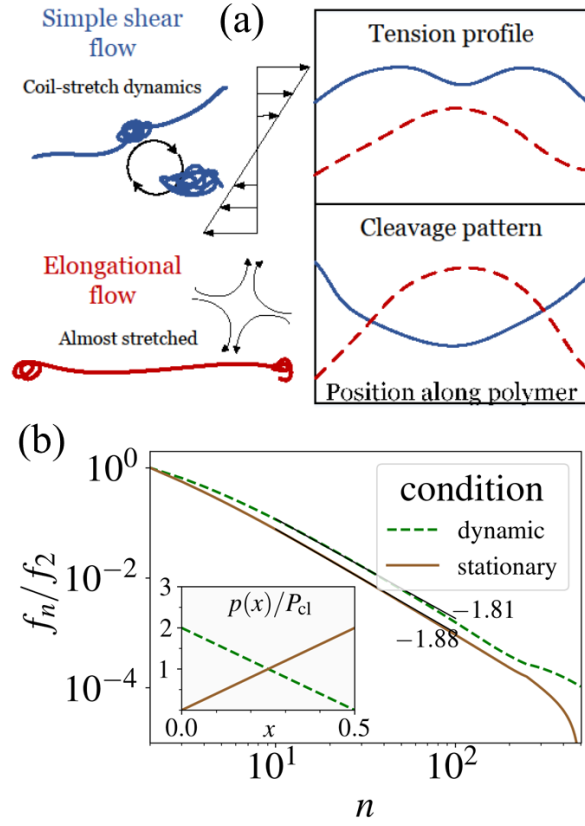 Simple shear
flow
(a)
Coil-stretch dynamics
Elongational
flow
Almost stretched
Tension profile
Cleavage pattern
Position along polymer
(b)
10^0
10^-2
10^-4
f_n/f_2
condition
dynamic
stationary
−1.81
−1.88
p(x)/P_cl
3
2
1
0
0.0 x 0.5
10^1 10^2
n